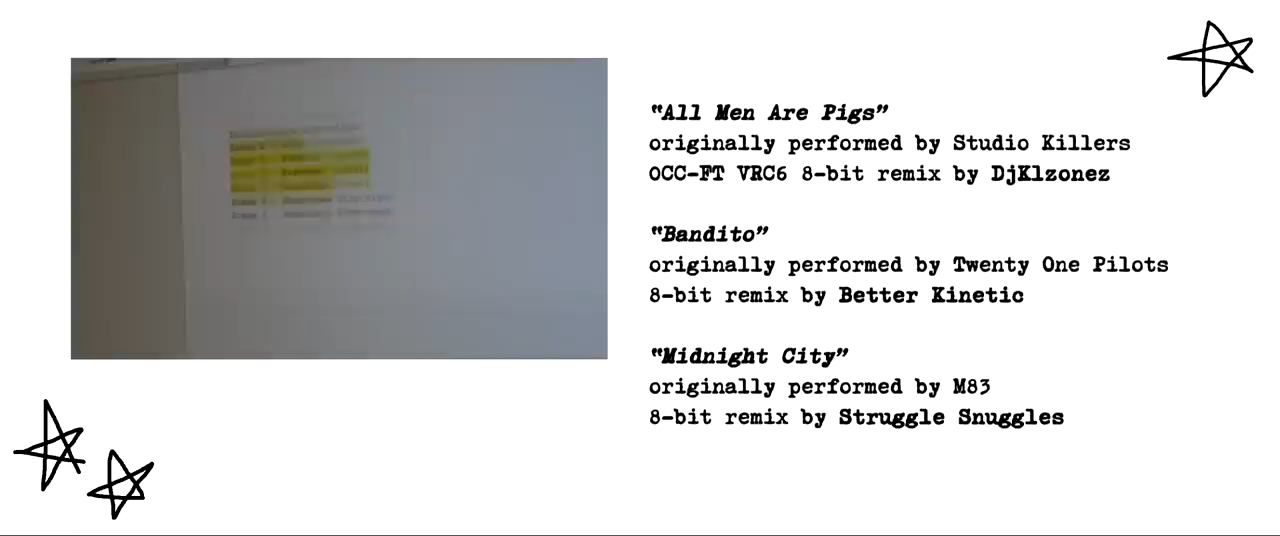 “All Men Are Pigs”
originally performed by Studio Killers
OCC-FT VRC6 8-bit remix by DjKlzonez
“Bandito”
originally performed by Twenty One Pilots
8-bit remix by Better Kinetic
“Midnight City”
originally performed by M83
8-bit remix by Struggle Snuggles